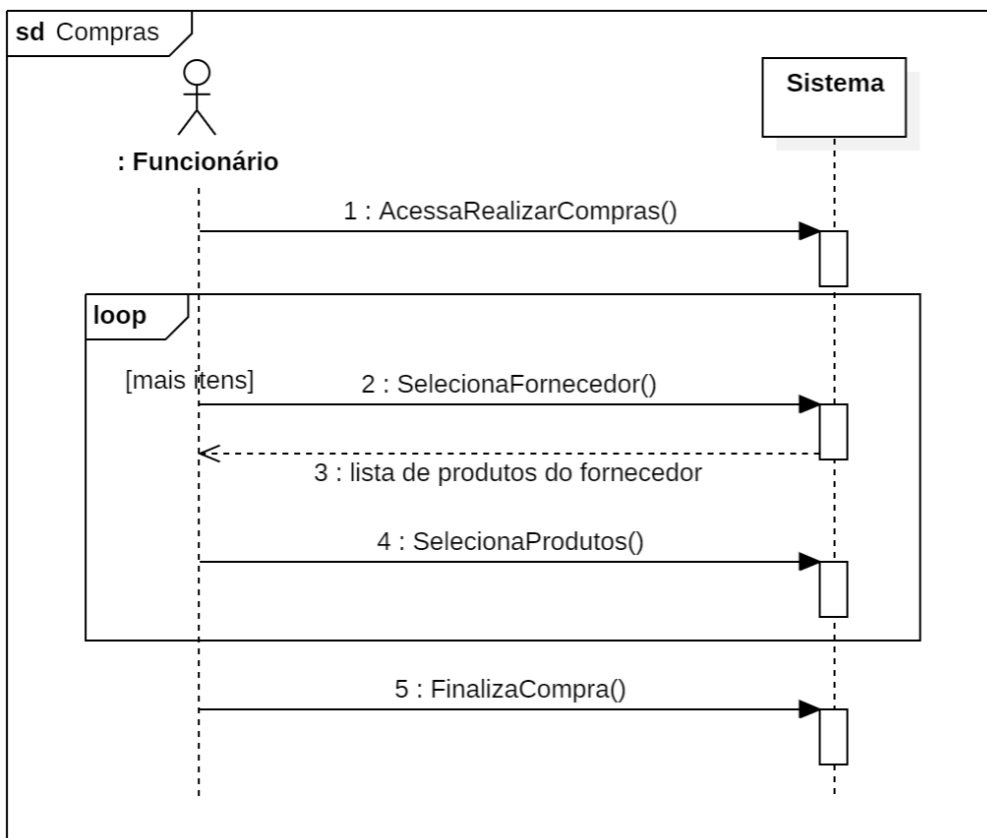 sd Compras
: Funcionário
Sistema
1 : AcessaRealizarCompras()
loop
[mais itens]
2 : SelecionaFornecedor()
3 : lista de produtos do fornecedor
4 : SelecionaProdutos()
5 : FinalizaCompra()